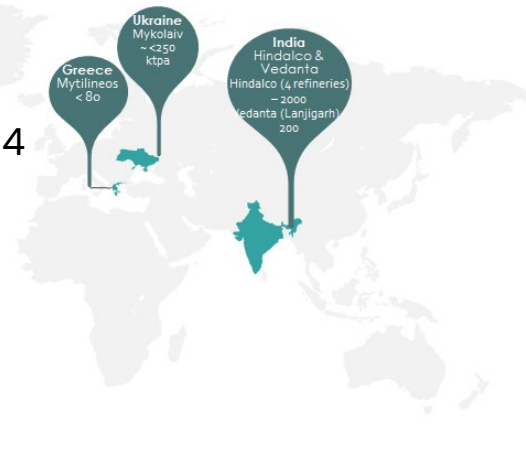 Ukraine
Mykolaiv
~ <250
ktpa
Greece
Mytilineos
< 80
India
Hindalco &
Vedanta
Hindalco (4 refineries)
– 2000
Vedanta (Lanjigarh)
200
4